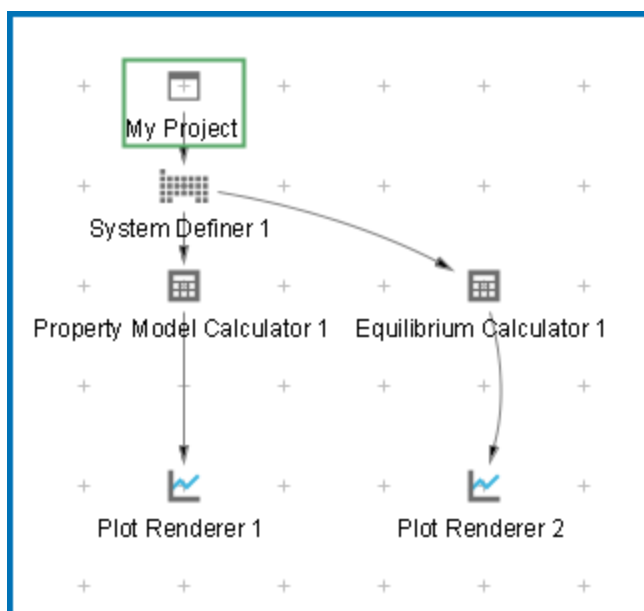 My Project
System Definer 1
Property Model Calculator 1
Equilibrium Calculator 1
Plot Renderer 1
Plot Renderer 2